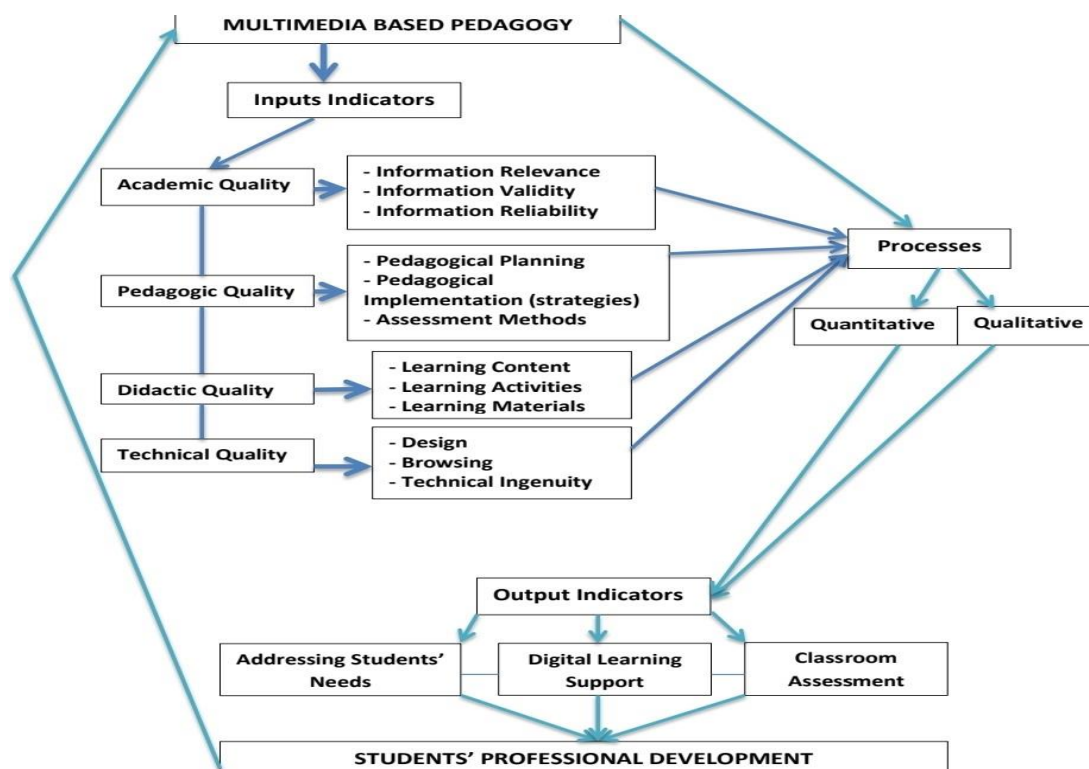 MULTIMEDIA BASED PEDAGOGY
Inputs Indicators
Academic Quality
- Information Relevance
- Information Validity
- Information Reliability
Pedagogic Quality
- Pedagogical Planning
- Pedagogical
Implementation (strategies)
- Assessment Methods
Didactic Quality
- Learning Content
- Learning Activities
- Learning Materials
Technical Quality
- Design
- Browsing
- Technical Ingenuity
Processes
Quantitative
Qualitative
Output Indicators
Addressing Students’
Needs
Digital Learning
Support
Classroom
Assessment
STUDENTS’ PROFESSIONAL DEVELOPMENT